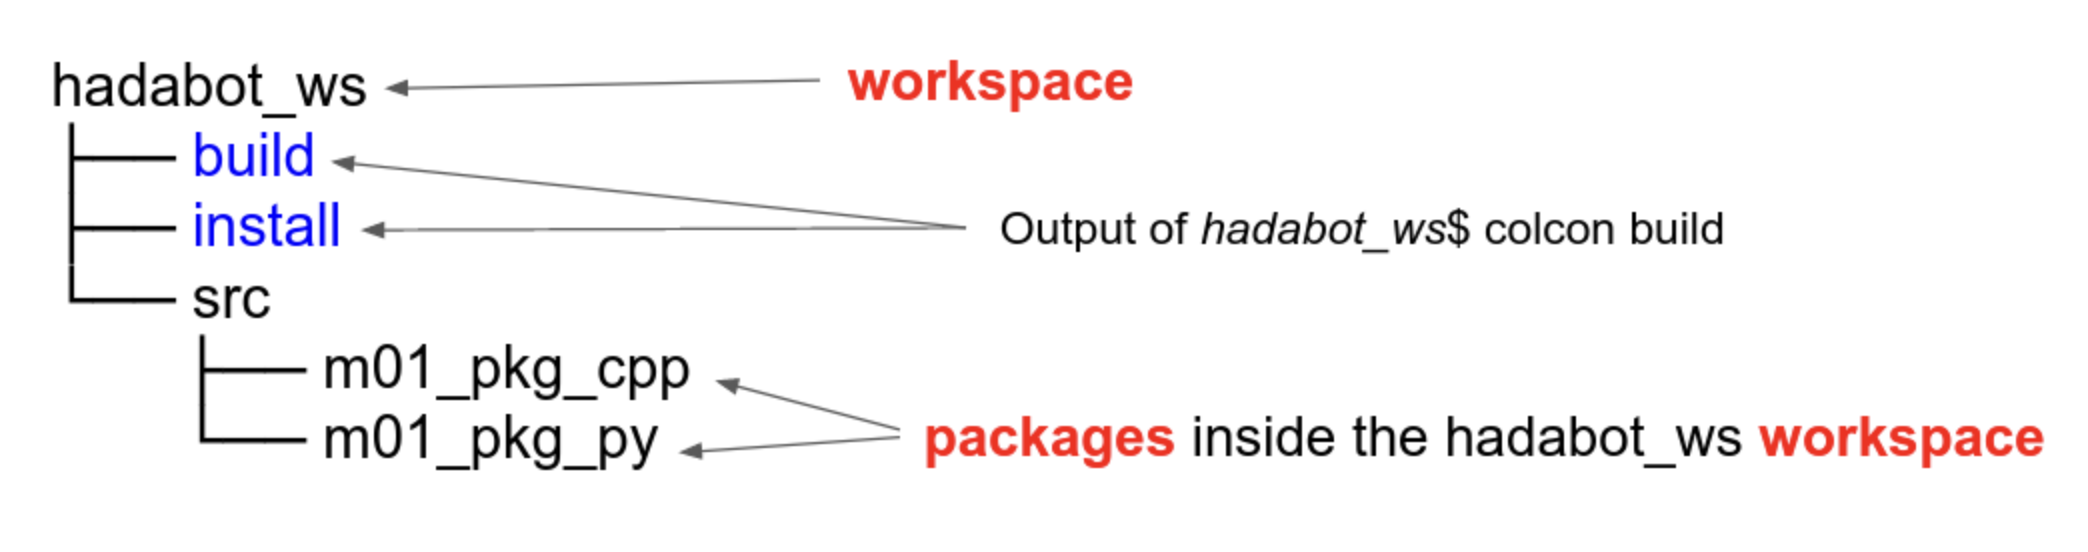 hadabot_ws workspace
build
install Output of hadabot_ws$ colcon build
src
m01_pkg_cpp
m01_pkg_py packages inside the hadabot_ws workspace